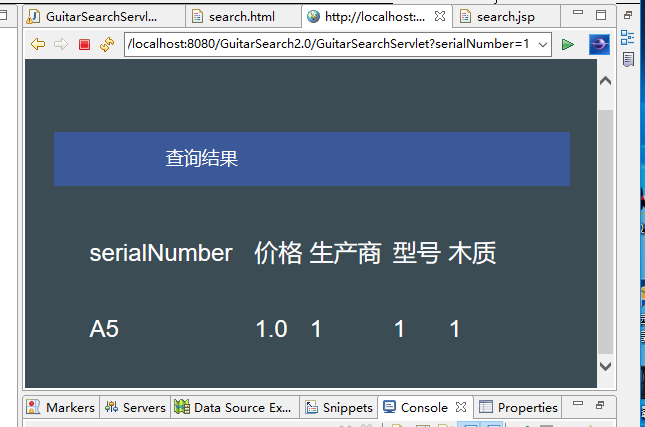 GuitarSearchServl...
search.html
http://localhost:...
search.jsp
/localhost:8080/GuitarSearch2.0/GuitarSearchServlet?serialNumber=1
查询结果
serialNumber 价格 生产商 型号 木质
A5 1.0 1 1 1
Markers Servers Data Source Ex... Snippets Console Properties